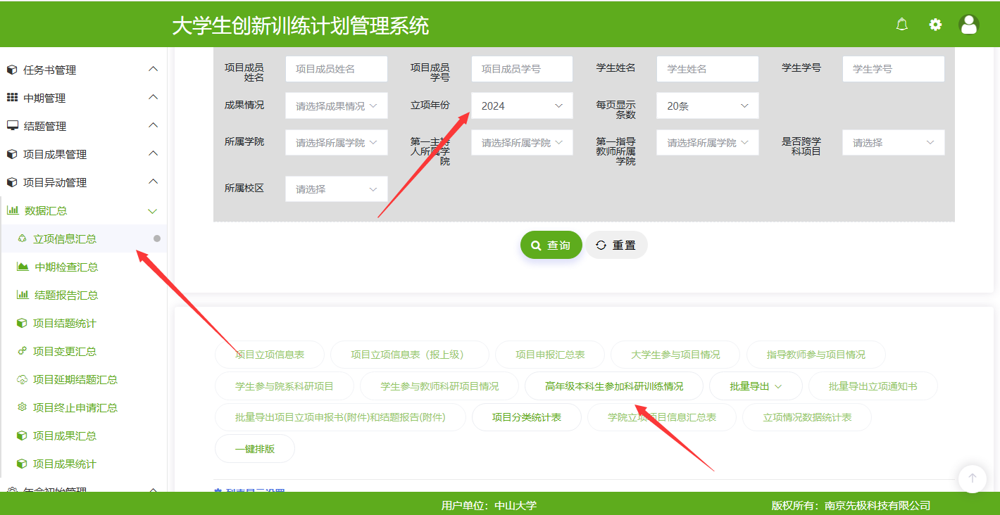 大学生创新训练计划管理系统
任务书管理
中期管理
结题管理
项目成果管理
项目异动管理
数据汇总
立项信息汇总
中期检查汇总
结题报告汇总
项目结题统计
项目变更汇总
项目延期结题汇总
项目终止申请汇总
项目成果汇总
项目成果统计
年会初始管理
项目成员姓名 项目成员姓名 项目成员学号 项目成员学号 学生姓名 学生姓名 学生学号 学生学号
成果情况 请选择成果情况 立项年份 2024 每页显示条数 20条
所属学院 请选择所属学院 第一主持人所属学院 请选择所属学院 第一指导教师所属学院 请选择所属学院 是否跨学科项目 请选择
所属校区 请选择
查询 重置
项目立项信息表 项目立项信息表（报上级） 项目申报汇总表 大学生参与项目情况 指导教师参与项目情况
学生参与院系科研项目 学生参与教师科研项目情况 高年级本科生参加科研训练情况 批量导出 批量导出立项通知书
批量导出项目立项申报书(附件)和结题报告(附件) 项目分类统计表 学院立项项目信息汇总表 立项情况数据统计表
一键排版
列表显示设置
用户单位：中山大学 版权所有：南京先极科技有限公司